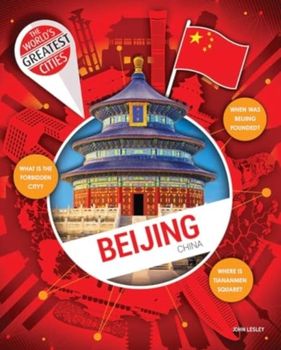 THE WORLD'S
GREATEST
CITIES
WHEN WAS
BEIJING
FOUNDED?
WHAT IS THE
FORBIDDEN
CITY?
BEIJING
CHINA
WHERE IS
TIANANMEN
SQUARE?
JOHN LESLEY